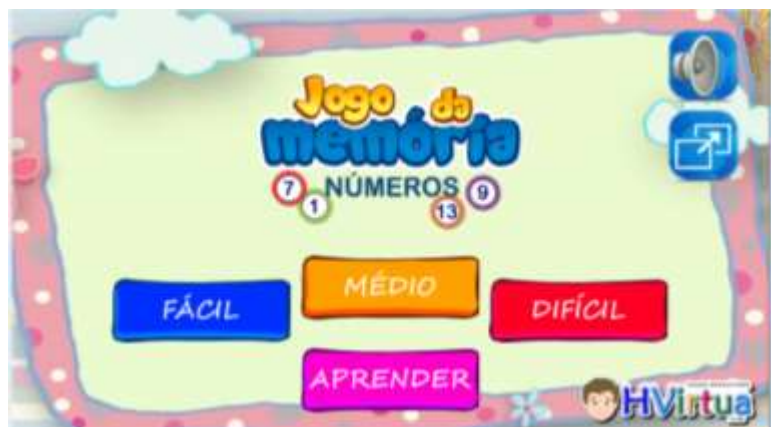 Jogo da
memória
NÚMEROS
7
1
13
9
MÉDIO
FÁCIL
DIFÍCIL
APRENDER
HVirtua